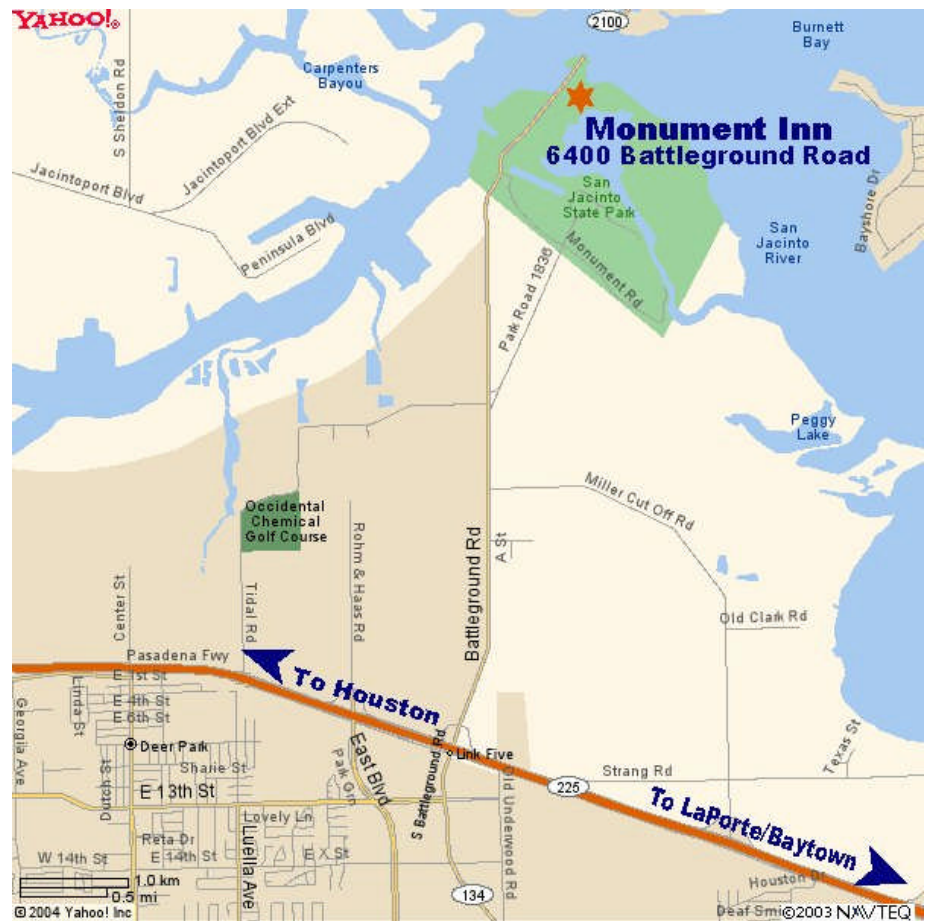 YAHOO!®
2100
Burnett
Bay
Carpenters
Bayou
S Sheldon Rd
Jacintoport Blvd Ext
Monument Inn
6400 Battleground Road
Jacintoport Blvd
San
Jacinto
State Park
Bayshore Dr
Peninsula Blvd
San
Jacinto
River
Monument Rd
Park Road 1836
Peggy
Lake
Miller Cut Off Rd
Occidental
Chemical
Golf Course
Rohm & Haas Rd
Battleground Rd
A St
Center St
Tidal Rd
Old Clark Rd
Pasadena Fwy
To Houston
E 1st St
Linda St
E 4th St
E 6th St
Georgia Ave
Deer Park
Link Five
Texas St
Sharie St
Strang Rd
East Blvd
Park Grn
S Battleground Rd
225
Dutch St
E 13th St
Old Underwood Rd
To LaPorte/Baytown
Lovely Ln
Luella Ave
Reta Dr
W 14th St
E 14th St
E X St
Houston Dr
1.0 km
0.5 mi
134
©2004 Yahoo! Inc
Deaf Smi
©2003 NAVTEQ